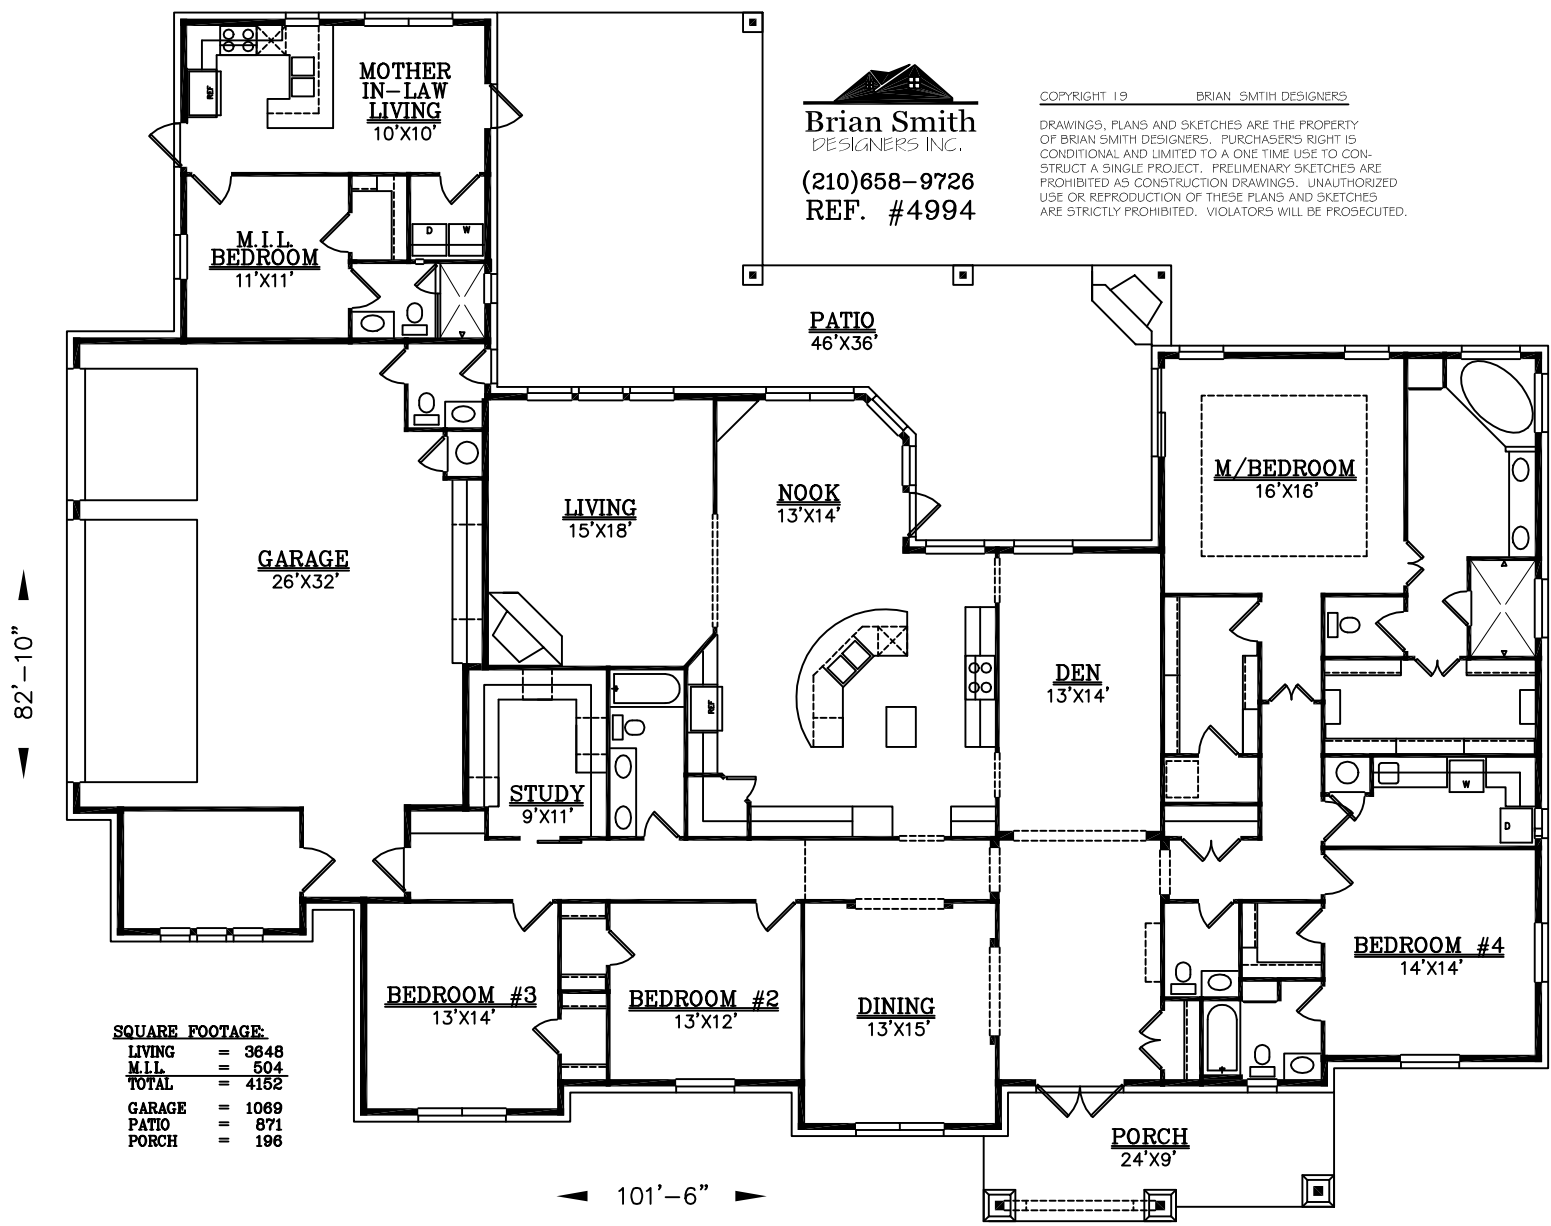 MOTHER
IN-LAW
LIVING
10'X10'
REF
M.I.L.
BEDROOM
11'X11'
D
W
Brian Smith
DESIGNERS INC.
(210)658-9726
REF. #4994
COPYRIGHT 19 BRIAN SMTIH DESIGNERS
DRAWINGS, PLANS AND SKETCHES ARE THE PROPERTY
OF BRIAN SMITH DESIGNERS. PURCHASER'S RIGHT IS
CONDITIONAL AND LIMITED TO A ONE TIME USE TO CON-
STRUCT A SINGLE PROJECT. PRELIMENARY SKETCHES ARE
PROHIBITED AS CONSTRUCTION DRAWINGS. UNAUTHORIZED
USE OR REPRODUCTION OF THESE PLANS AND SKETCHES
ARE STRICTLY PROHIBITED. VIOLATORS WILL BE PROSECUTED.
PATIO
46'X36'
M/BEDROOM
16'X16'
LIVING
15'X18'
NOOK
13'X14'
GARAGE
26'X32'
82'-10"
DEN
13'X14'
REF
STUDY
9'X11'
W
D
BEDROOM #3
13'X14'
BEDROOM #2
13'X12'
DINING
13'X15'
BEDROOM #4
14'X14'
SQUARE FOOTAGE:
LIVING = 3648
M.I.L. = 504
TOTAL = 4152
GARAGE = 1069
PATIO = 871
PORCH = 196
PORCH
24'X9'
101'-6"